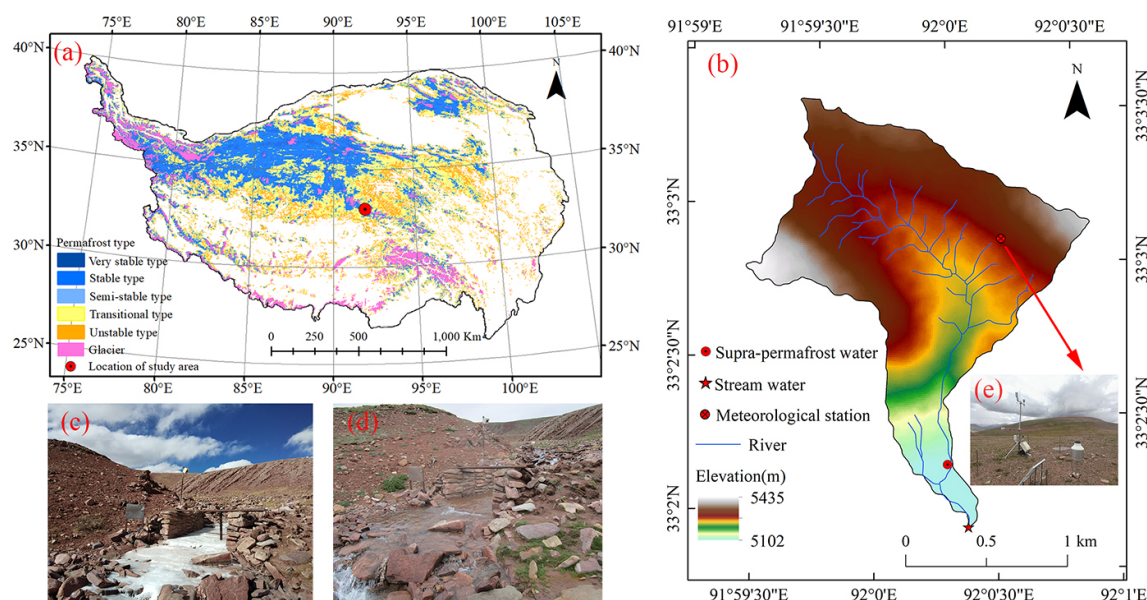 75°E 80°E 85°E 90°E 95°E 100°E 105°E
(a)
40°N 40°N
N
35°N 35°N
30°N 30°N
25°N 25°N
Permafrost type
Very stable type
Stable type
Semi-stable type
Transitional type
Unstable type
Glacier
Location of study area
0 250 500 1,000 Km
75°E 80°E 85°E 90°E 95°E 100°E
(c)
(d)
91°59'E 91°59'30"E 92°0'E 92°0'30"E
(b)
N
33°3'30"N
33°3'N 33°3'N
33°2'30"N 33°2'30"N
33°2'N
Supra-permafrost water
Stream water
Meteorological station
River
Elevation(m)
5435
5102
(e)
0 0.5 1 km
91°59'30"E 92°0'E 92°0'30"E 92°1'E